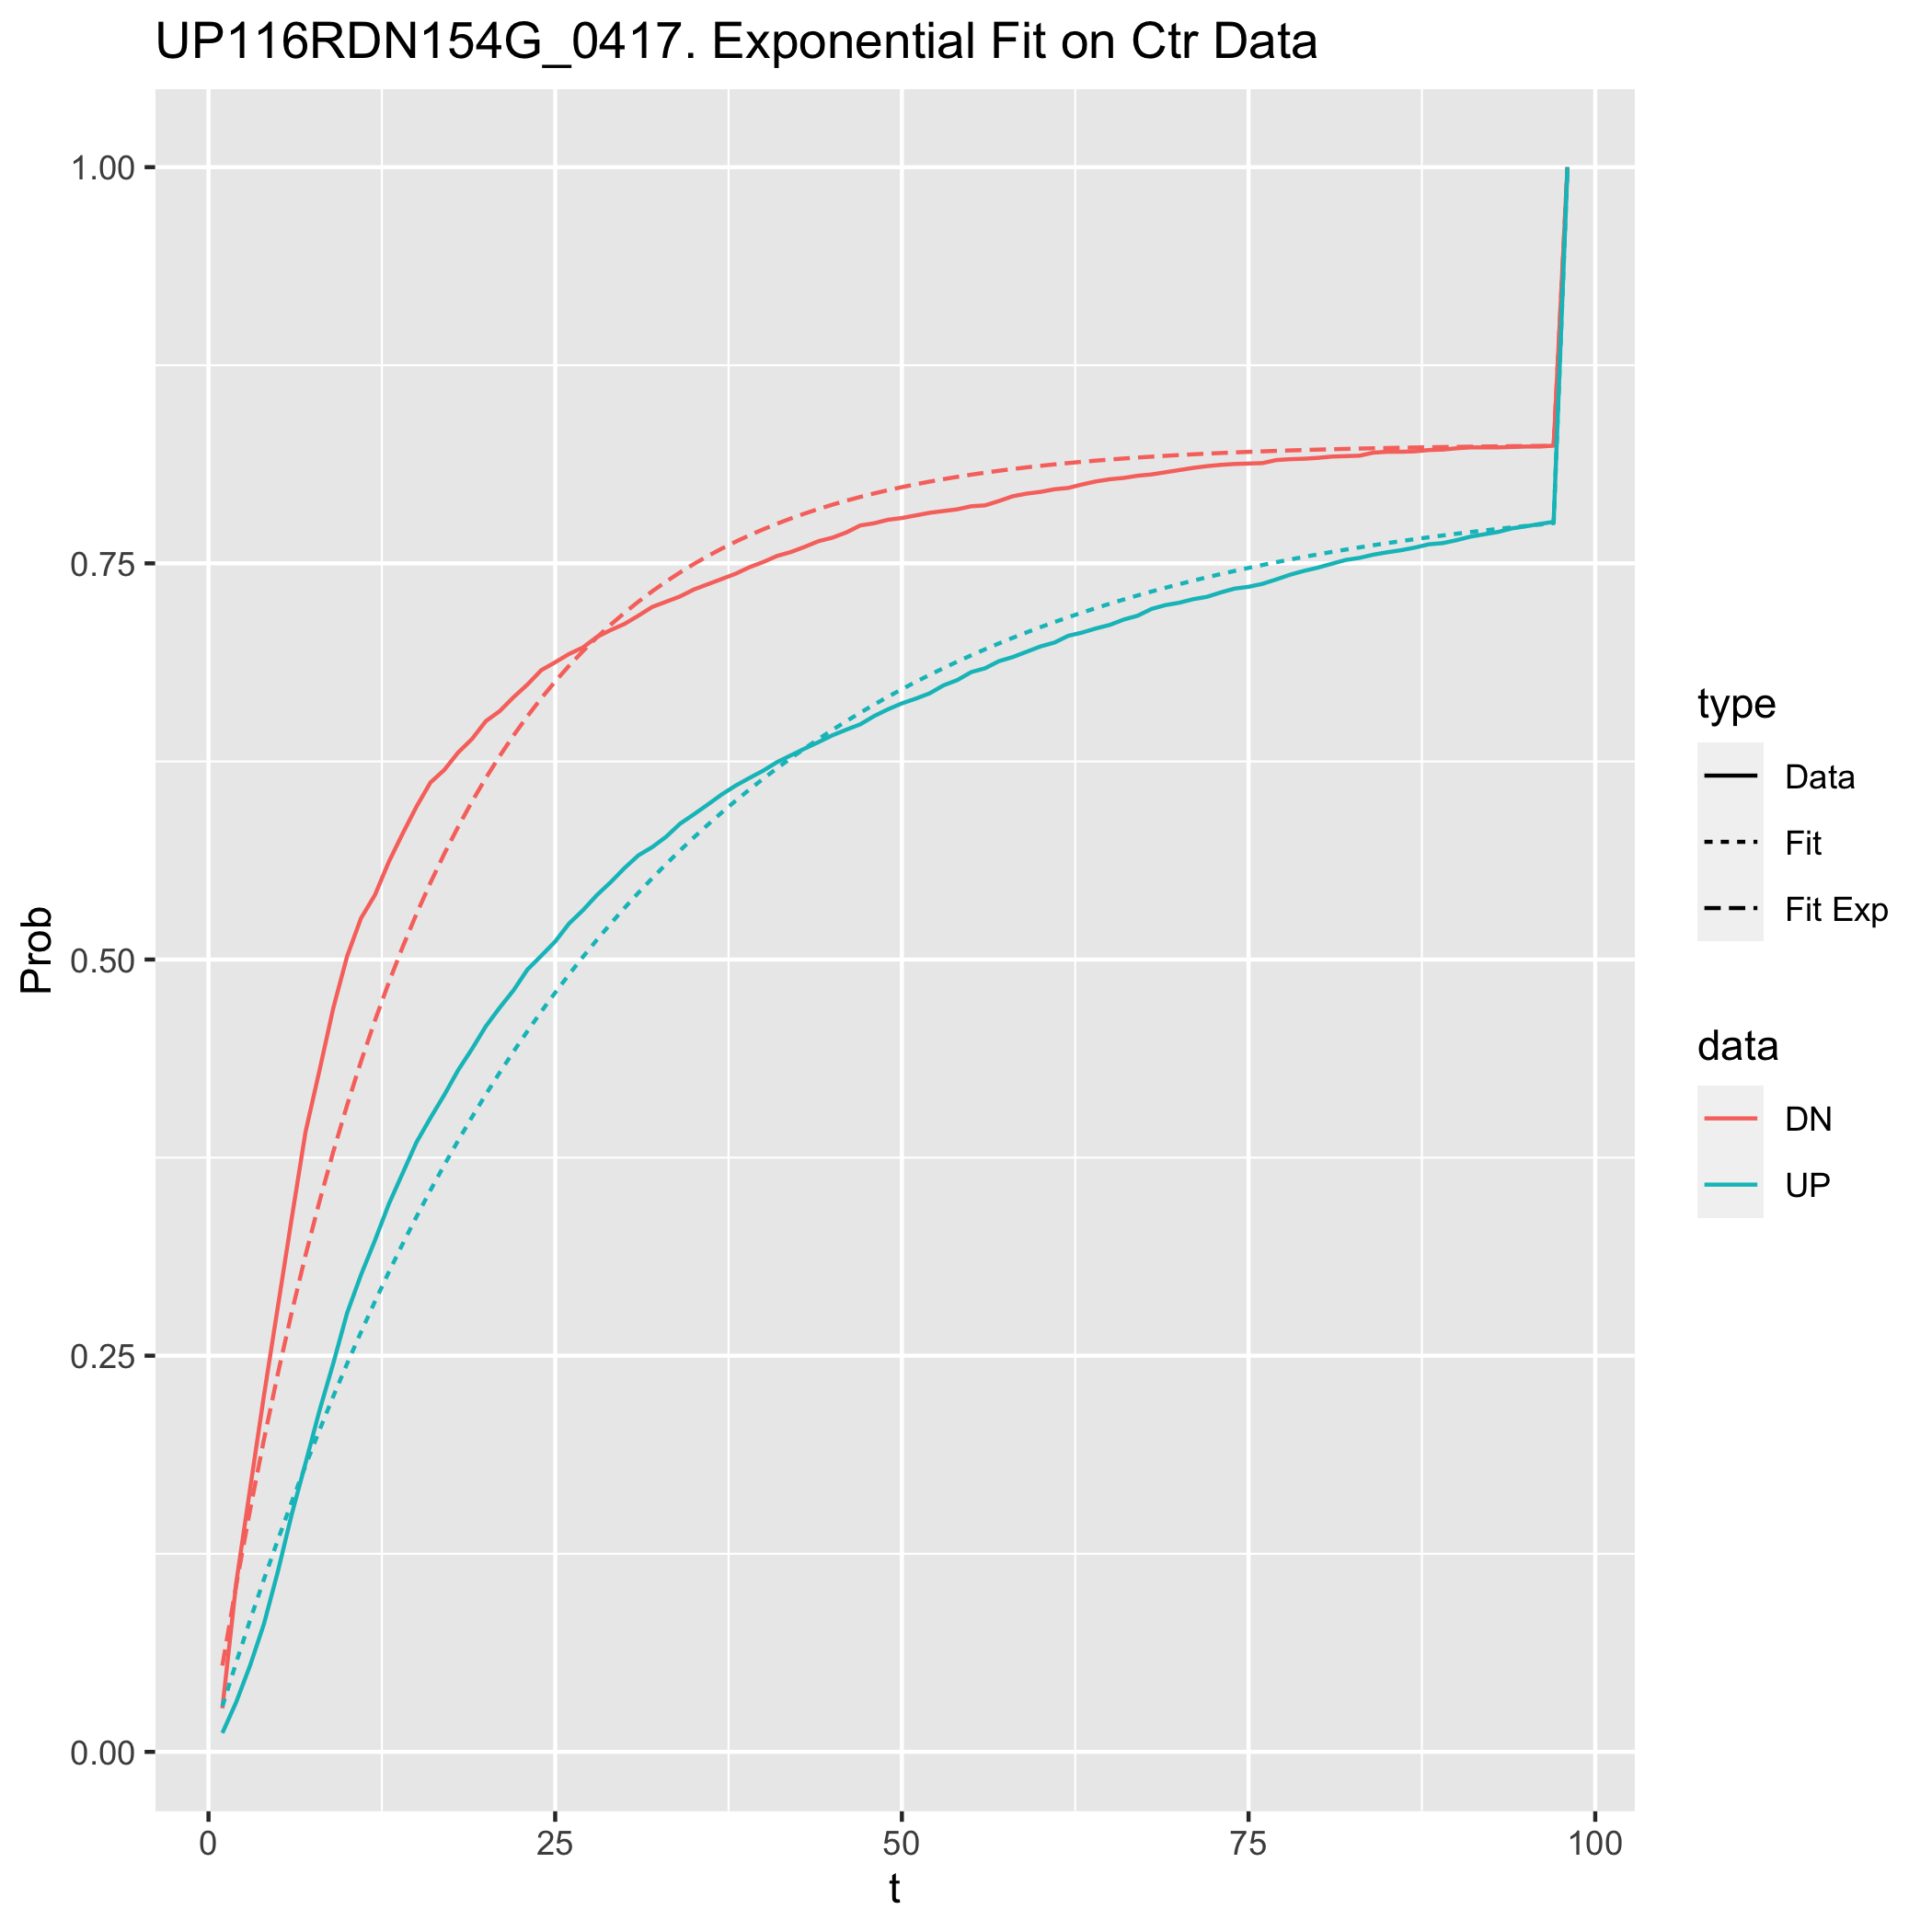 UP116RDN154G_0417. Exponential Fit on Ctr Data
1.00
0.75
0.50
0.25
0.00
Prob
0 25 50 75 100
t
type
Data
Fit
Fit Exp
data
DN
UP